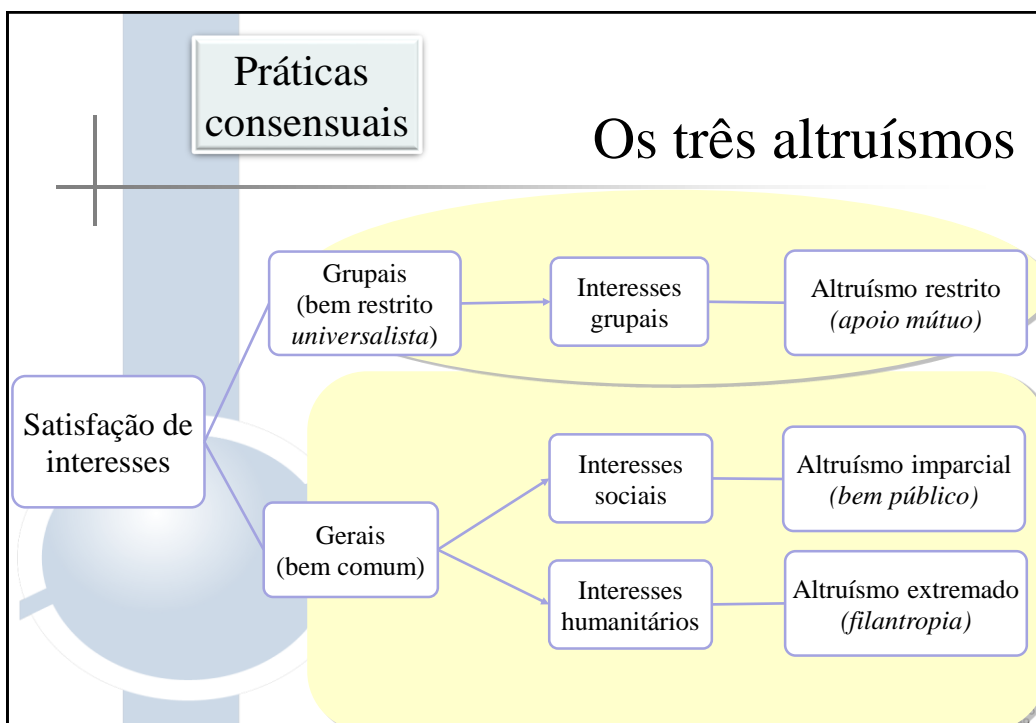 Práticas
consensuais
Os três altruísmos
Grupais
(bem restrito
universalista)
Interesses
grupais
Altruísmo restrito
(apoio mútuo)
Satisfação de
interesses
Interesses
sociais
Altruísmo imparcial
(bem público)
Gerais
(bem comum)
Interesses
humanitários
Altruísmo extremado
(filantropia)